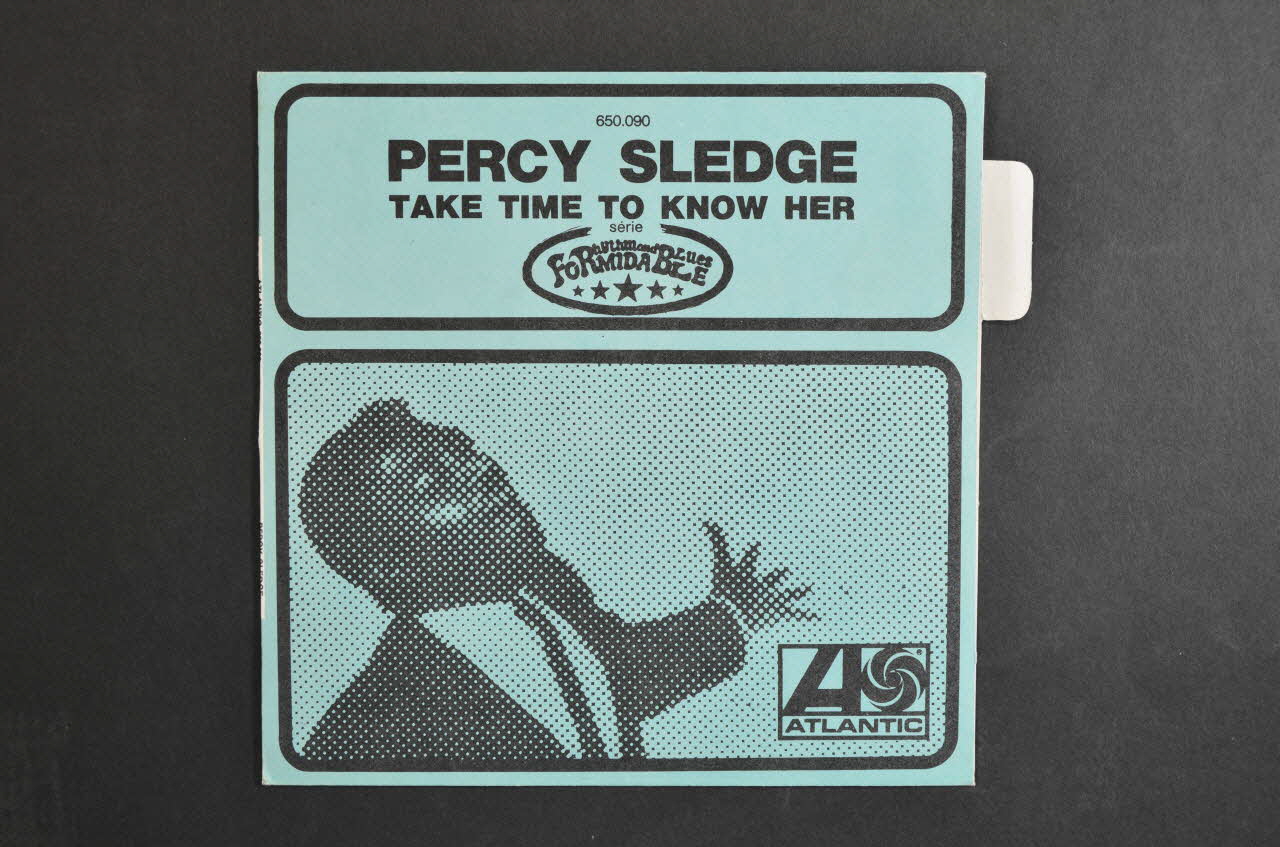 650.090
PERCY SLEDGE
TAKE TIME TO KNOW HER
série
Rhythm and Blues
FORMIDABLE
®
ATLANTIC